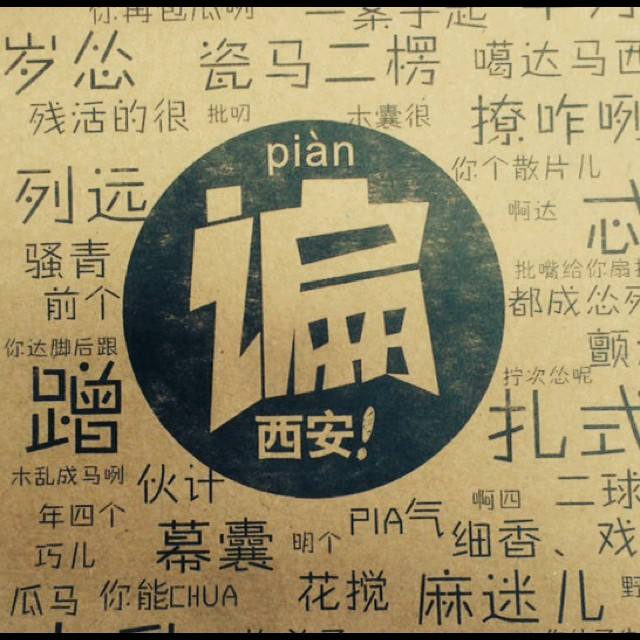 你再包瓜咧
岁怂 瓷马二楞 噶达马西
残活的很 批叨 木囊很 撩咋咧
piàn
谝
西安!
列远 你个散片儿
啊达 忒
骚青 批嘴给你扇
前个 都成怂
你达脚后跟 颤
蹭 拧次怂呢
扎式
木乱成马咧 伙计 啊四 二球
年四个 PIA气 细香、戏
巧儿 幕囊 明个
瓜马 你能CHUA 花搅 麻迷儿